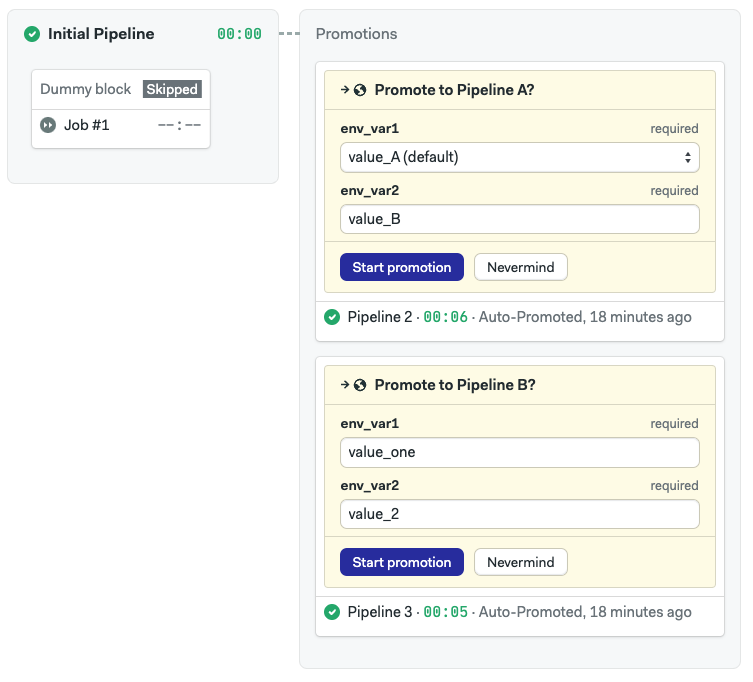 Initial Pipeline 00:00
Dummy block Skipped
Job #1 --:--
Promotions
Promote to Pipeline A?
env_var1 required
value_A (default)
env_var2 required
value_B
Start promotion Nevermind
Pipeline 2 · 00:06 · Auto-Promoted, 18 minutes ago
Promote to Pipeline B?
env_var1 required
value_one
env_var2 required
value_2
Start promotion Nevermind
Pipeline 3 · 00:05 · Auto-Promoted, 18 minutes ago